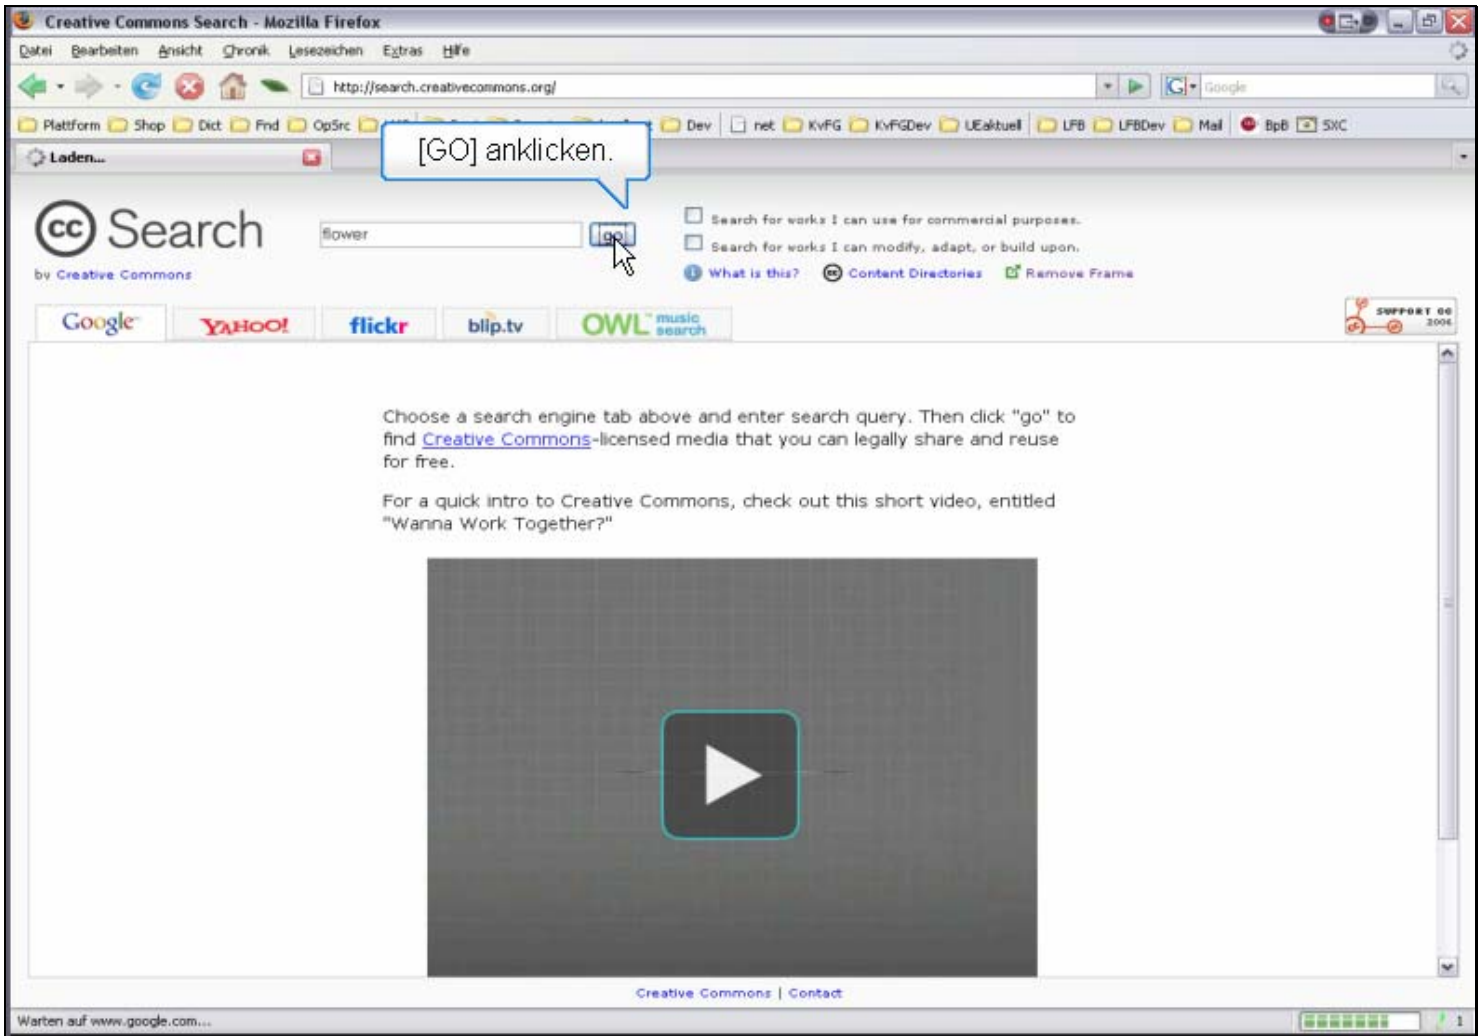 Creative Commons Search - Mozilla Firefox
Datei Bearbeiten Ansicht Chronik Lesezeichen Extras Hilfe
http://search.creativecommons.org/
Google
Plattform Shop Dict Fnd OpSrc Dev net KvFG KvFGDev UEaktuell LFB LFBDev Mail BpB SXC
Laden...
[GO] anklicken.
cc Search
flower
go
Search for works I can use for commercial purposes.
Search for works I can modify, adapt, or build upon.
by Creative Commons
What is this? cc Content Directories Remove Frame
Google YAHOO! flickr blip.tv OWL music search
SUPPORT CC
2006
Choose a search engine tab above and enter search query. Then click "go" to
find Creative Commons-licensed media that you can legally share and reuse
for free.
For a quick intro to Creative Commons, check out this short video, entitled
"Wanna Work Together?"
Creative Commons | Contact
Warten auf www.google.com...
1